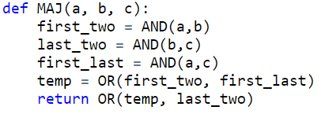 def MAJ(a, b, c):
    first_two = AND(a,b)
    last_two = AND(b,c)
    first_last = AND(a,c)
    temp = OR(first_two, first_last)
    return OR(temp, last_two)